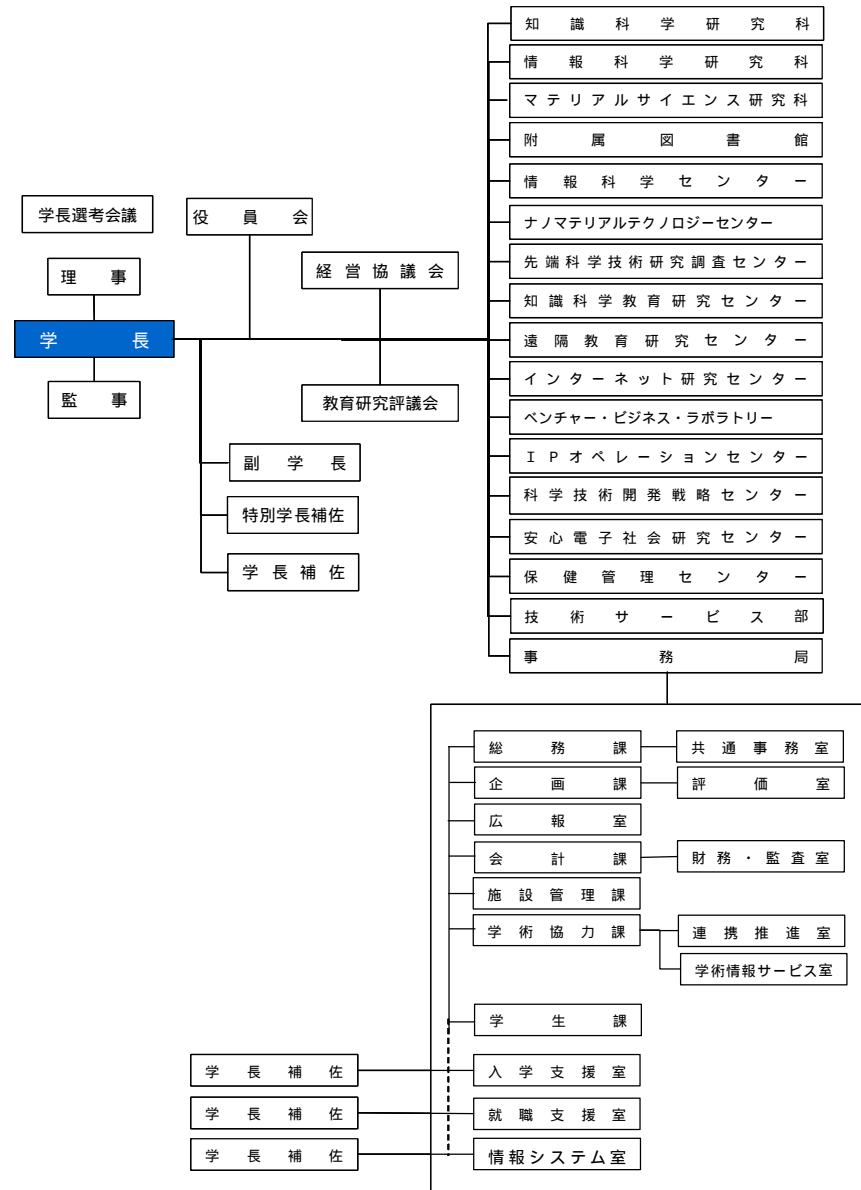 知識科学研究科
情報科学研究科
マテリアルサイエンス研究科
附属図書館
情報科学センター
学長選考会議
役員会
ナノマテリアルテクノロジーセンター
経営協議会
先端科学技術研究調査センター
理事
知識科学教育研究センター
学長
遠隔教育研究センター
インターネット研究センター
監事
教育研究評議会
ベンチャー・ビジネス・ラボラトリー
副学長
IPオペレーションセンター
科学技術開発戦略センター
特別学長補佐
安心電子社会研究センター
学長補佐
保健管理センター
技術サービス部
事務局
総務課 共通事務室
企画課 評価室
広報室
会計課 財務・監査室
施設管理課
学術協力課 連携推進室
学術情報サービス室
学生課
学長補佐 入学支援室
学長補佐 就職支援室
学長補佐 情報システム室